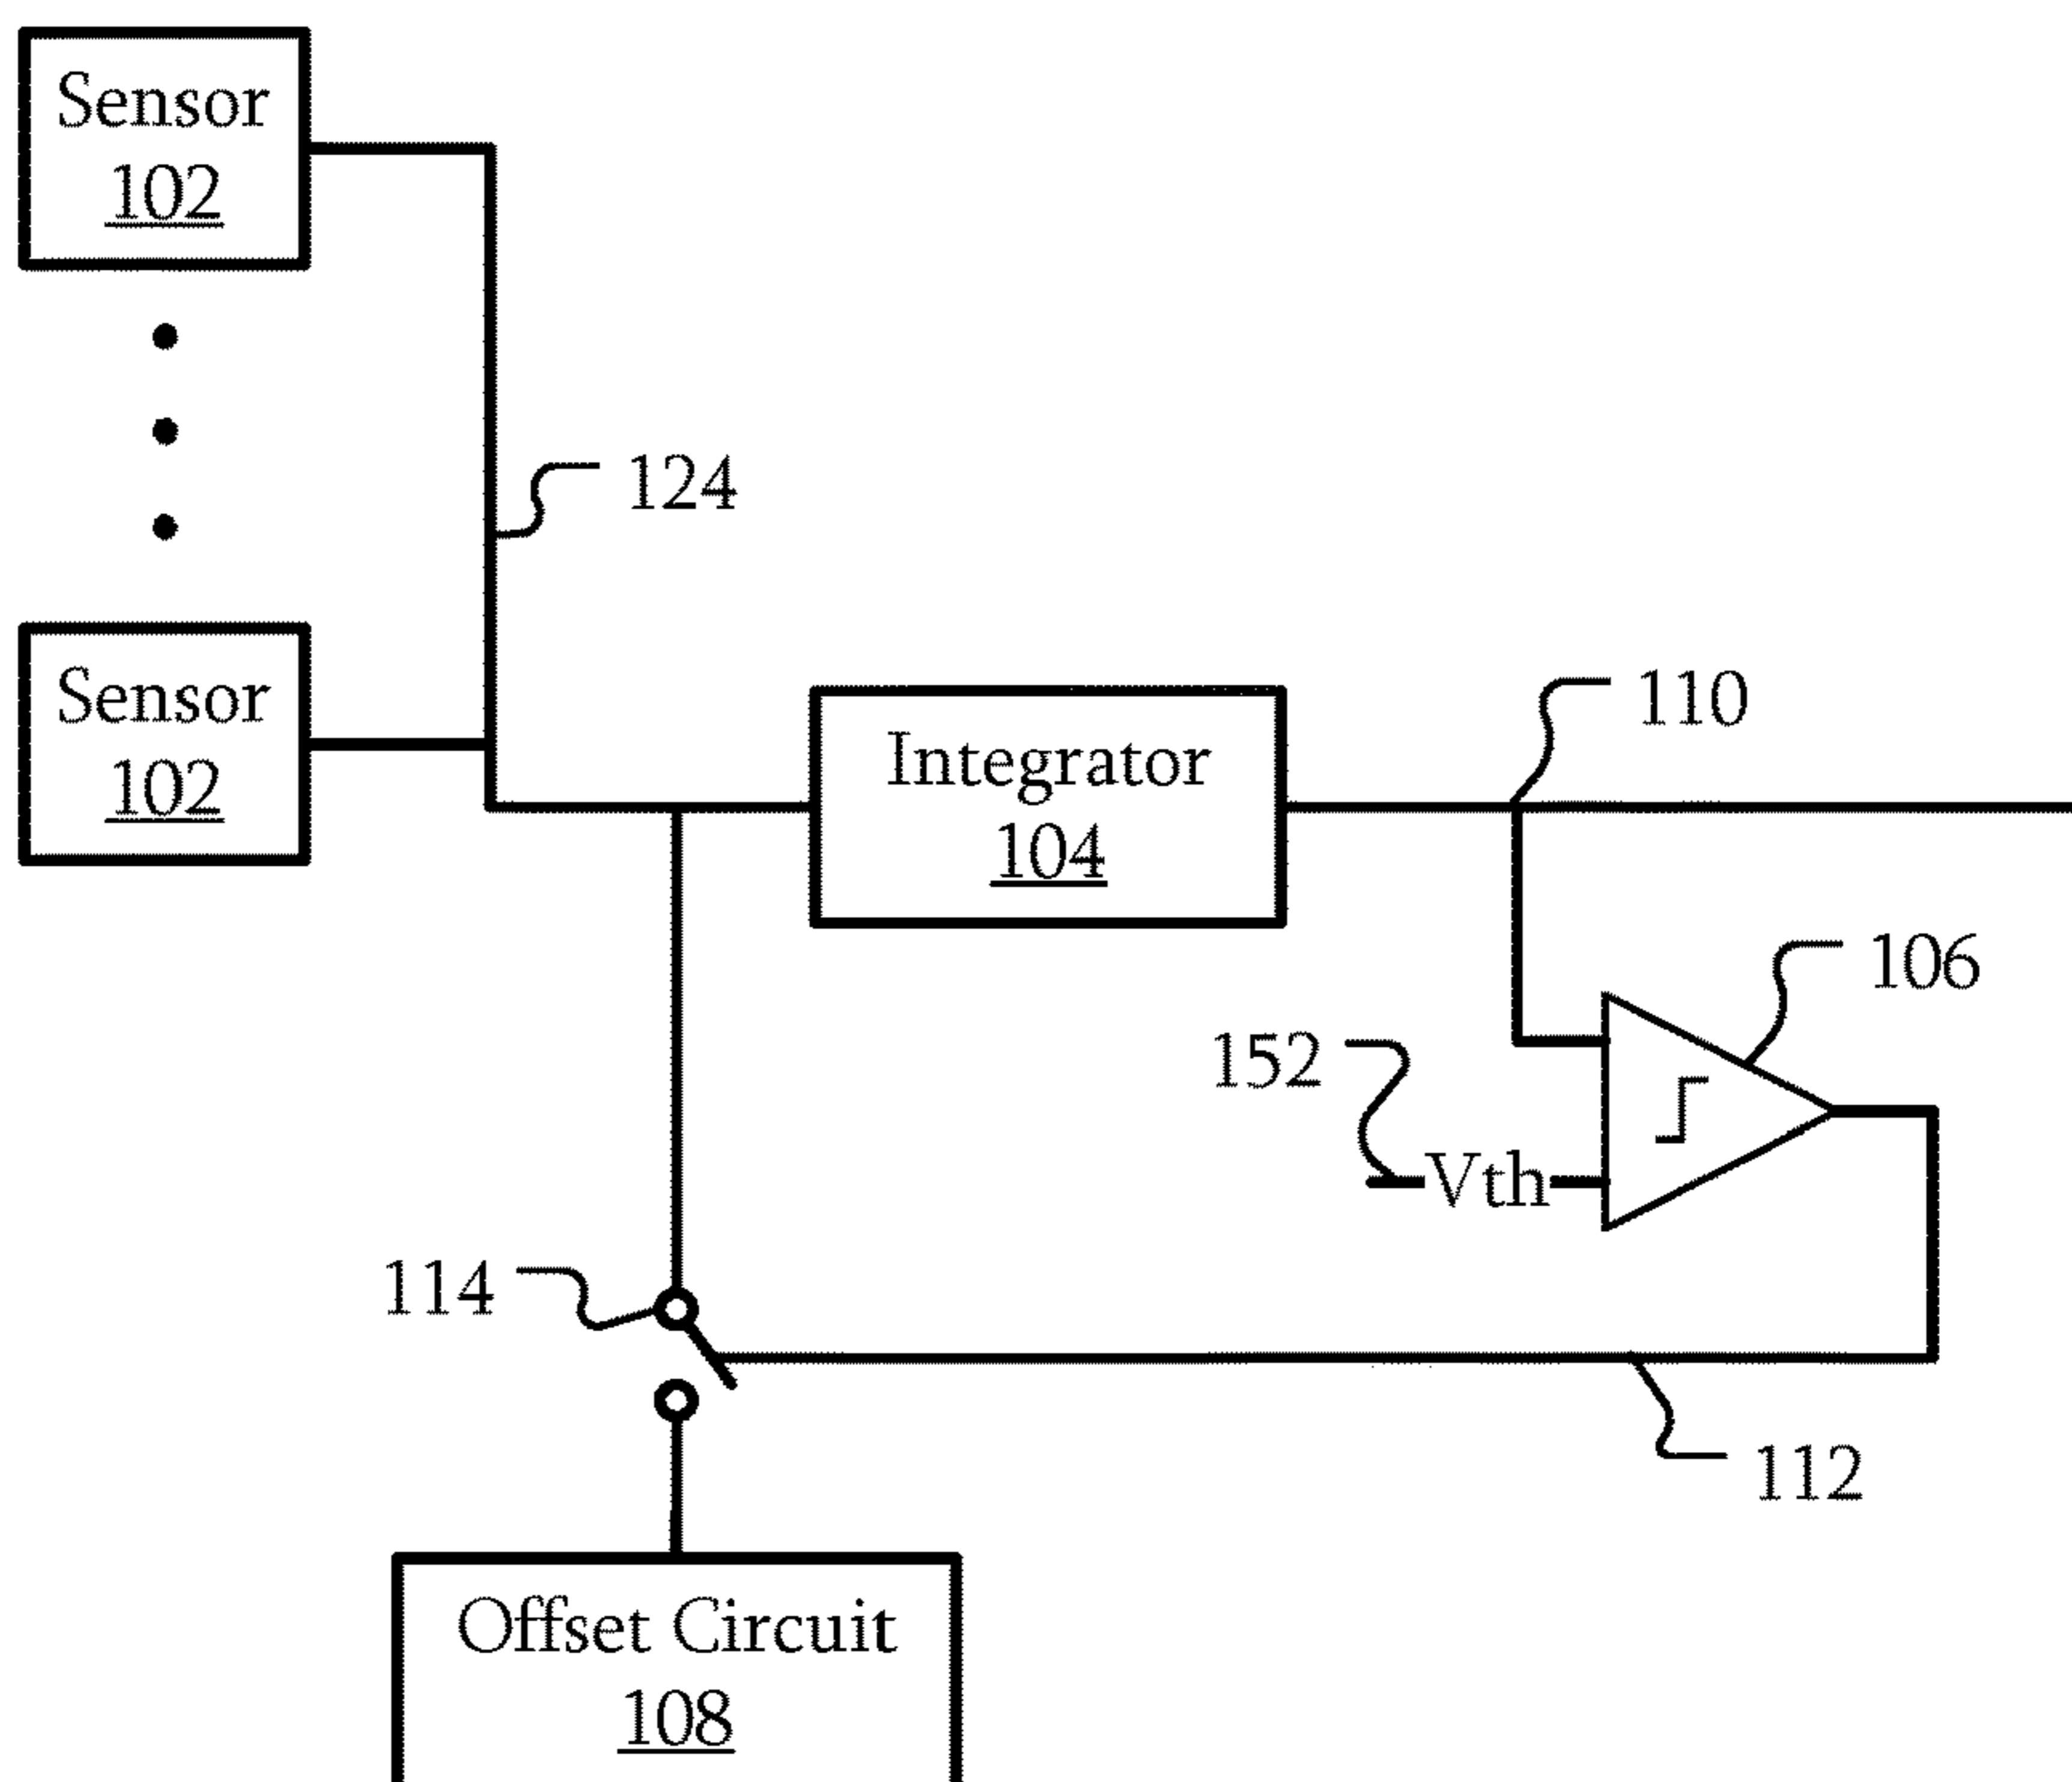 Sensor
102
124
Sensor
102
Integrator
104
110
106
152
Vth
114
112
Offset Circuit
108